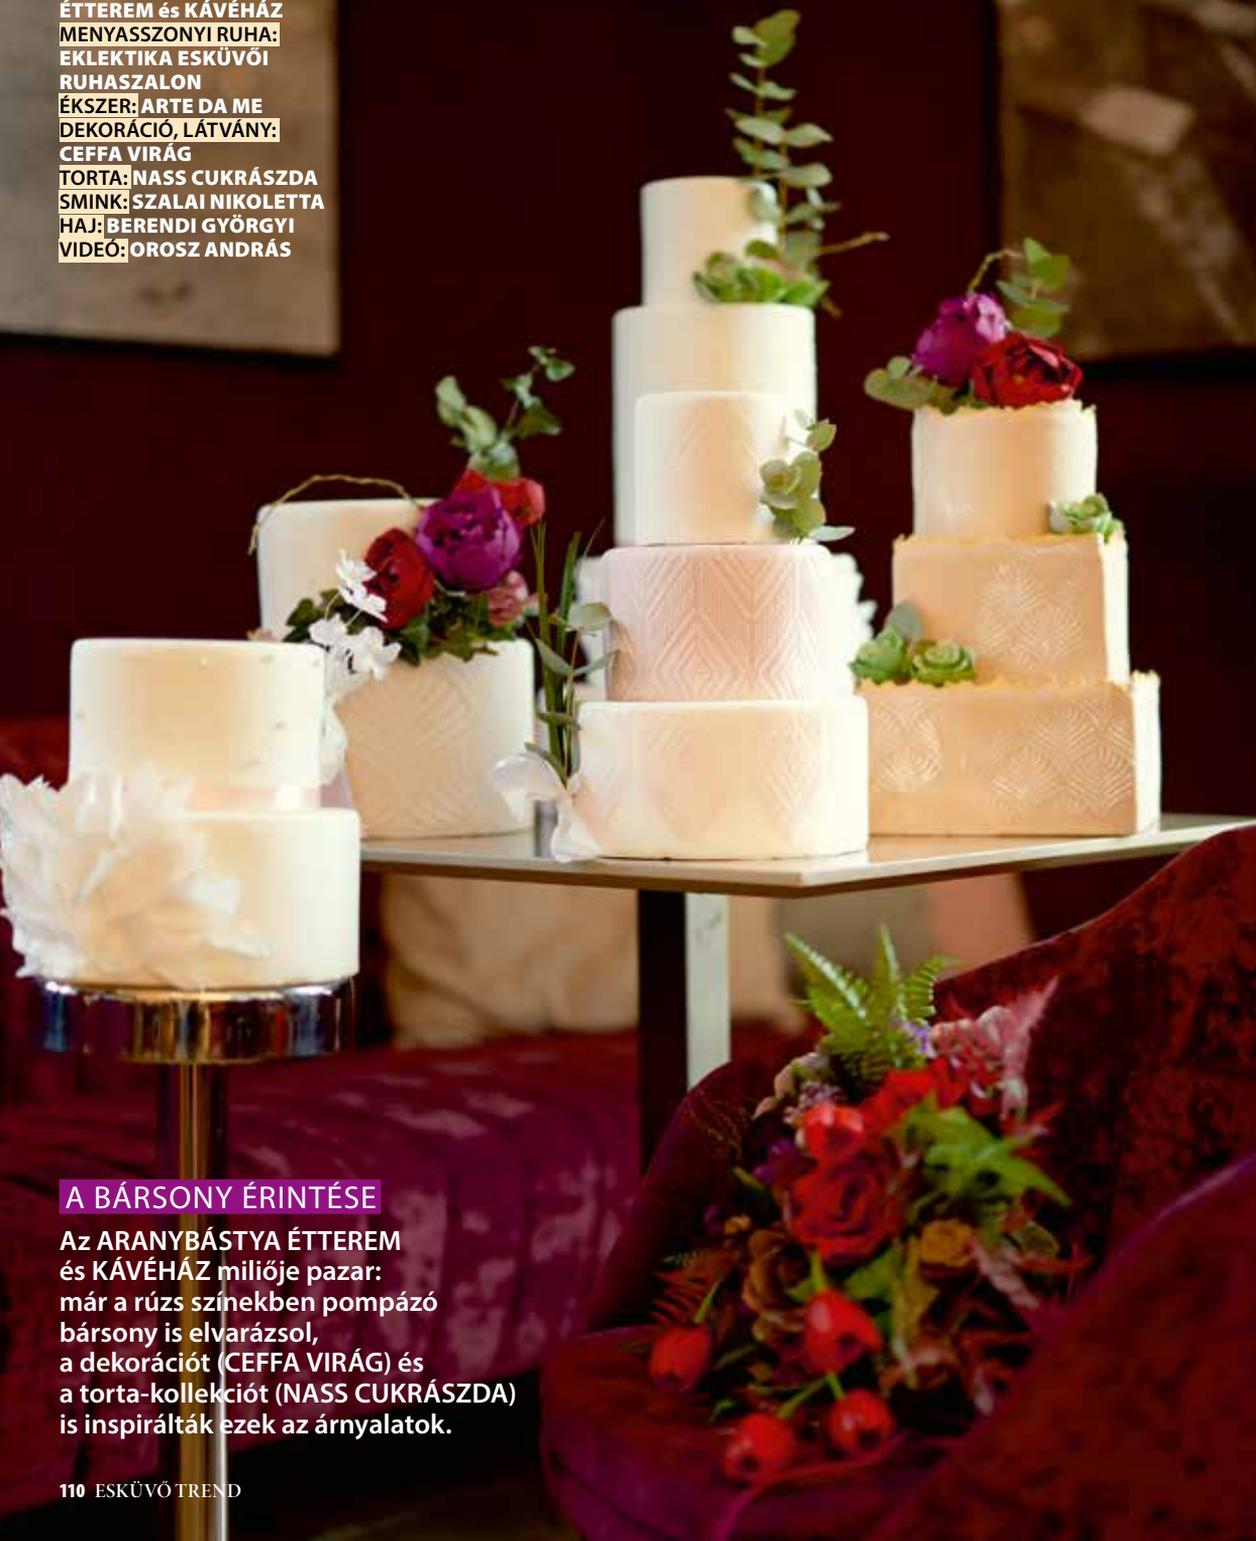 ÉTTEREM és KÁVÉHÁZ
MENYASSZONYI RUHA:
EKLEKTIKA ESKÜVŐI
RUHASZALON
ÉKSZER: ARTE DA ME
DEKORÁCIÓ, LÁTVÁNY:
CEFFA VIRÁG
TORTA: NASS CUKRÁSZDA
SMINK: SZALAI NIKOLETTA
HAJ: BERENDI GYÖRGYI
VIDEÓ: OROSZ ANDRÁS
A BÁRSONY ÉRINTÉSE
Az ARANYBÁSTYA ÉTTEREM
és KÁVÉHÁZ miliője pazar:
már a rúzs színekben pompázó
bársony is elvarázsol,
a dekorációt (CEFFA VIRÁG) és
a torta-kollekciót (NASS CUKRÁSZDA)
is inspirálták ezek az árnyalatok.
110 ESKÜVŐ TREND